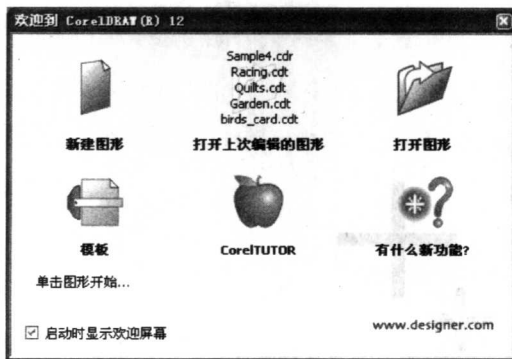 欢迎到 CorelDRAW(R) 12
Sample4.cdr
Racing.cdt
Quilts.cdt
Garden.cdt
birds_card.cdt
新建图形
打开上次编辑的图形
打开图形
模板
CorelTUTOR
有什么新功能?
单击图形开始...
启动时显示欢迎屏幕
www.designer.com